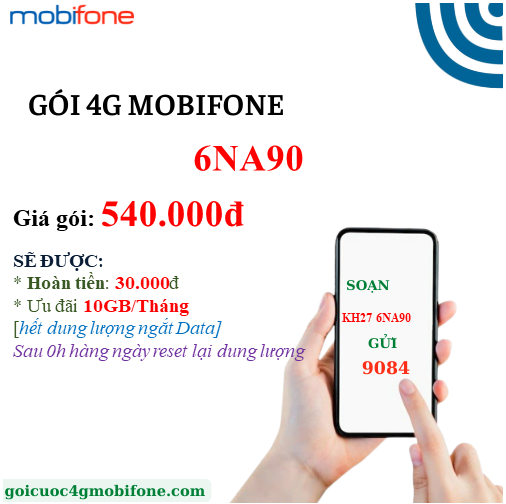 mobifone
GÓI 4G MOBIFONE
6NA90
Giá gói: 540.000đ
SẼ ĐƯỢC:
* Hoàn tiền: 30.000đ
* Ưu đãi 10GB/Tháng
[hết dung lượng ngắt Data]
Sau 0h hàng ngày reset lại dung lượng
SOẠN
KH27 6NA90
GỬI
9084
goicuoc4gmobifone.com